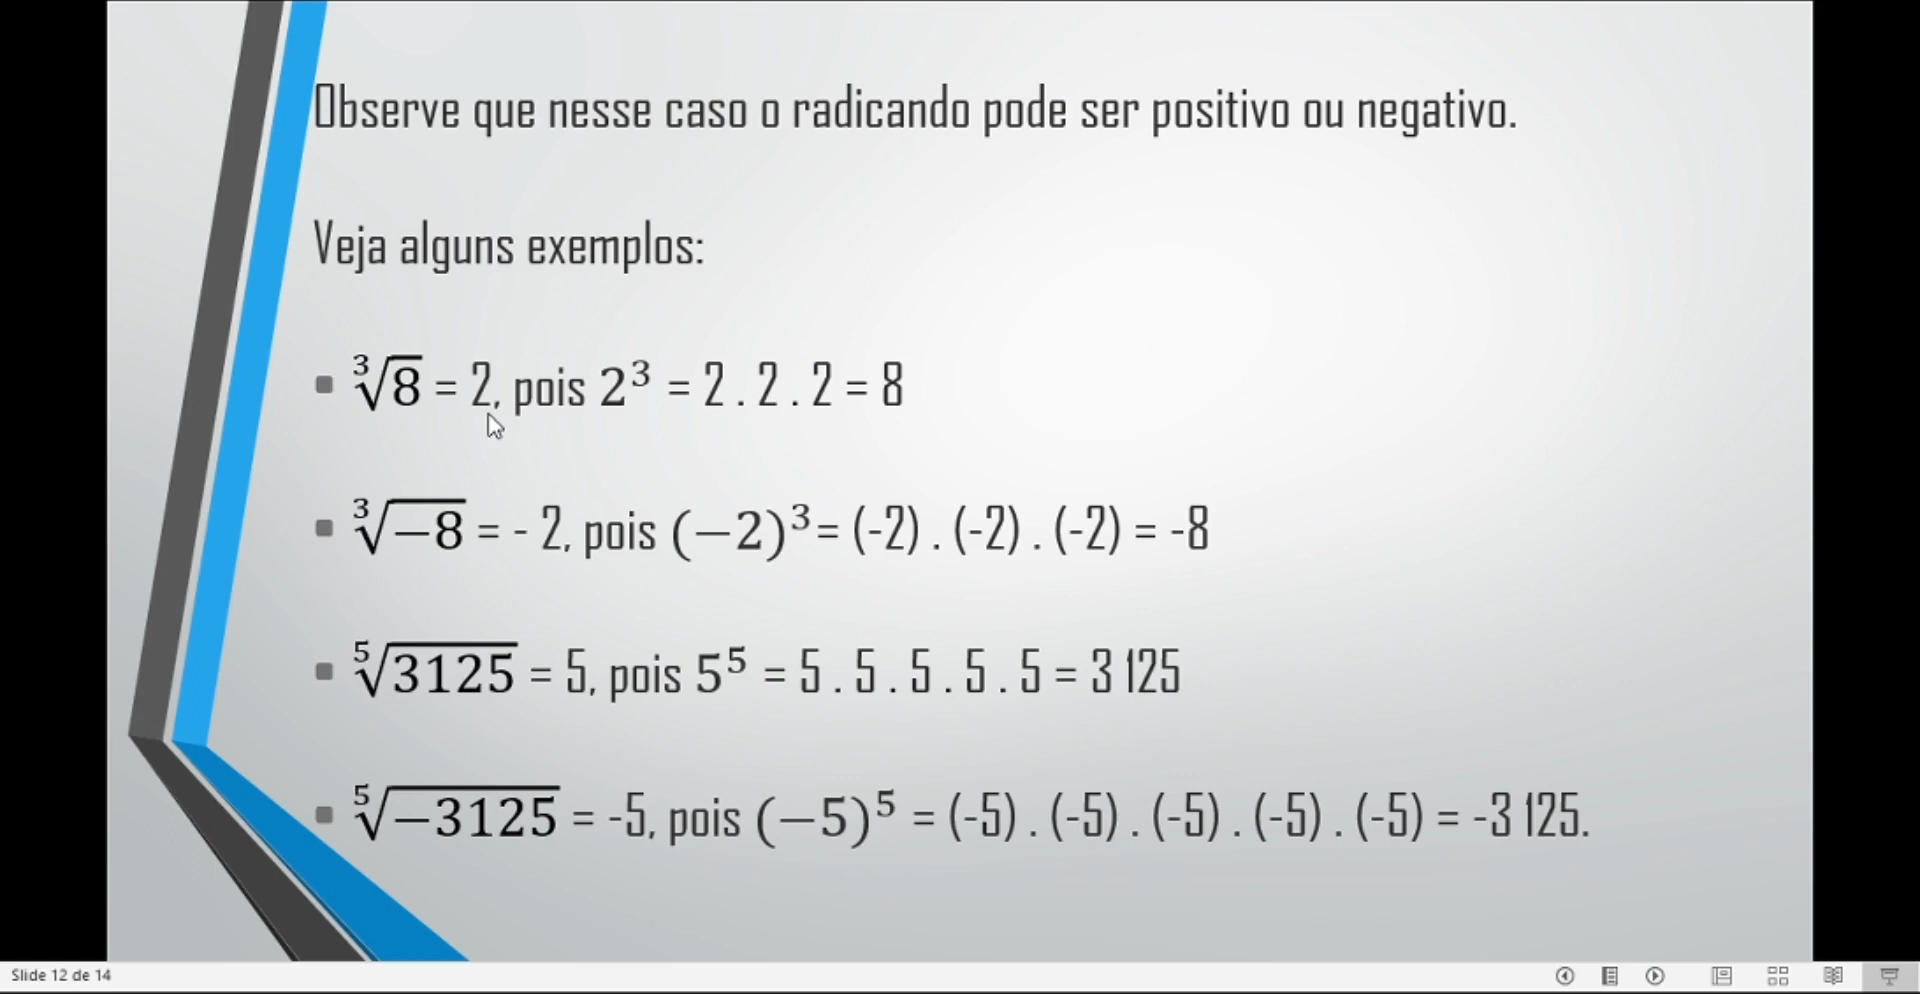 Observe que nesse caso o radicando pode ser positivo ou negativo.
Veja alguns exemplos:
▪ ∛8 = 2, pois 2³ = 2 . 2 . 2 = 8
▪ ∛−8 = - 2, pois (−2)³= (-2) . (-2) . (-2) = -8
▪ ⁵√3125 = 5, pois 5⁵ = 5 . 5 . 5 . 5 . 5 = 3 125
▪ ⁵√−3125 = -5, pois (−5)⁵ = (-5) . (-5) . (-5) . (-5) . (-5) = -3 125.
Slide 12 de 14